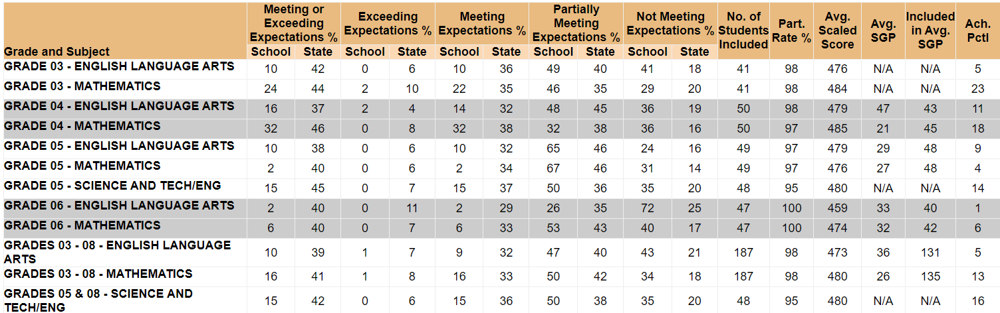 Grade and Subject Meeting or Exceeding Expectations % Exceeding Expectations % Meeting Expectations % Partially Meeting Expectations % Not Meeting Expectations % No. of Students Included Part. Rate % Avg. Scaled Score Avg. SGP Included in Avg. SGP Ach. Pctl
School State School State School State School State School State
GRADE 03 - ENGLISH LANGUAGE ARTS 10 42 0 6 10 36 49 40 41 18 41 98 476 N/A N/A 5
GRADE 03 - MATHEMATICS 24 44 2 10 22 35 46 35 29 20 41 98 484 N/A N/A 23
GRADE 04 - ENGLISH LANGUAGE ARTS 16 37 2 4 14 32 48 45 36 19 50 98 479 47 43 11
GRADE 04 - MATHEMATICS 32 46 0 8 32 38 32 38 36 16 50 97 485 21 45 18
GRADE 05 - ENGLISH LANGUAGE ARTS 10 38 0 6 10 32 65 46 24 16 49 97 479 29 48 9
GRADE 05 - MATHEMATICS 2 40 0 6 2 34 67 46 31 14 49 97 476 27 48 4
GRADE 05 - SCIENCE AND TECH/ENG 15 45 0 7 15 37 50 36 35 20 48 95 480 N/A N/A 14
GRADE 06 - ENGLISH LANGUAGE ARTS 2 40 0 11 2 29 26 35 72 25 47 100 459 33 40 1
GRADE 06 - MATHEMATICS 6 40 0 7 6 33 53 43 40 17 47 100 474 32 42 6
GRADES 03 - 08 - ENGLISH LANGUAGE ARTS 10 39 1 7 9 32 47 40 43 21 187 98 473 36 131 5
GRADES 03 - 08 - MATHEMATICS 16 41 1 8 16 33 50 42 34 18 187 98 480 26 135 13
GRADES 05 & 08 - SCIENCE AND TECH/ENG 15 42 0 6 15 36 50 38 35 20 48 95 480 N/A N/A 16